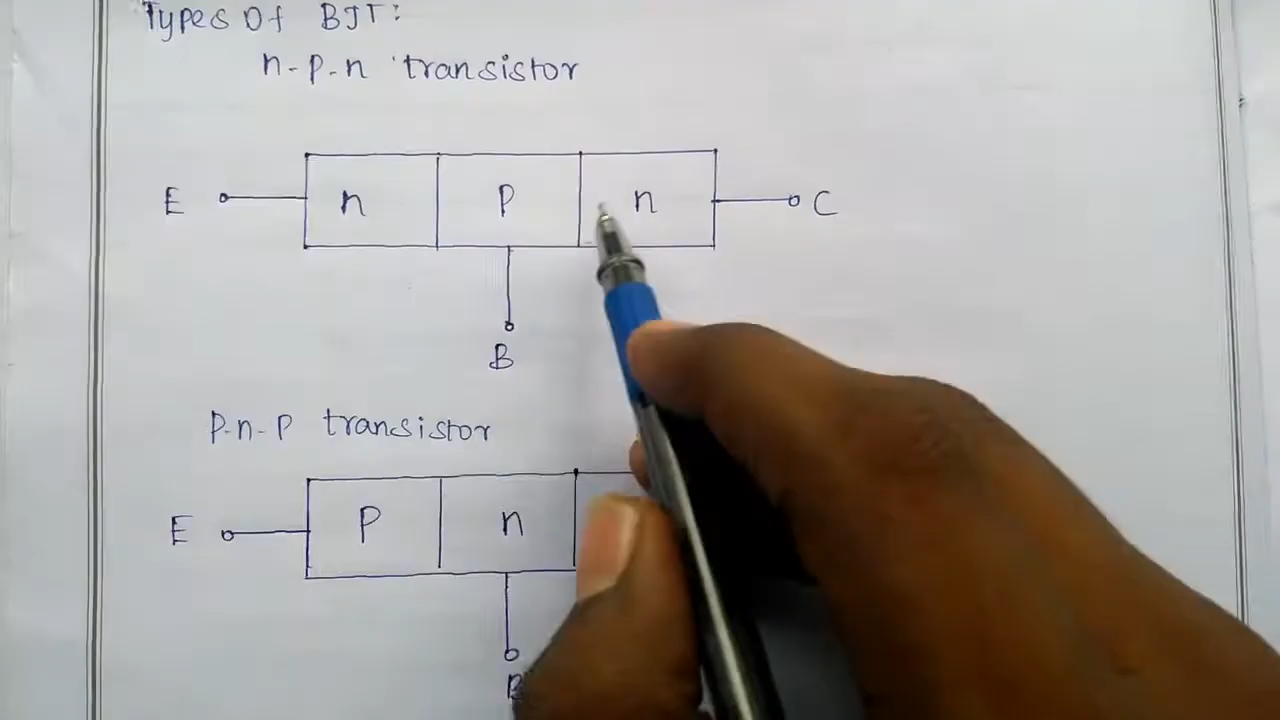 Types Of BJT:
n-p-n transistor
E n p n C
B
p-n-p transistor
E p n
B